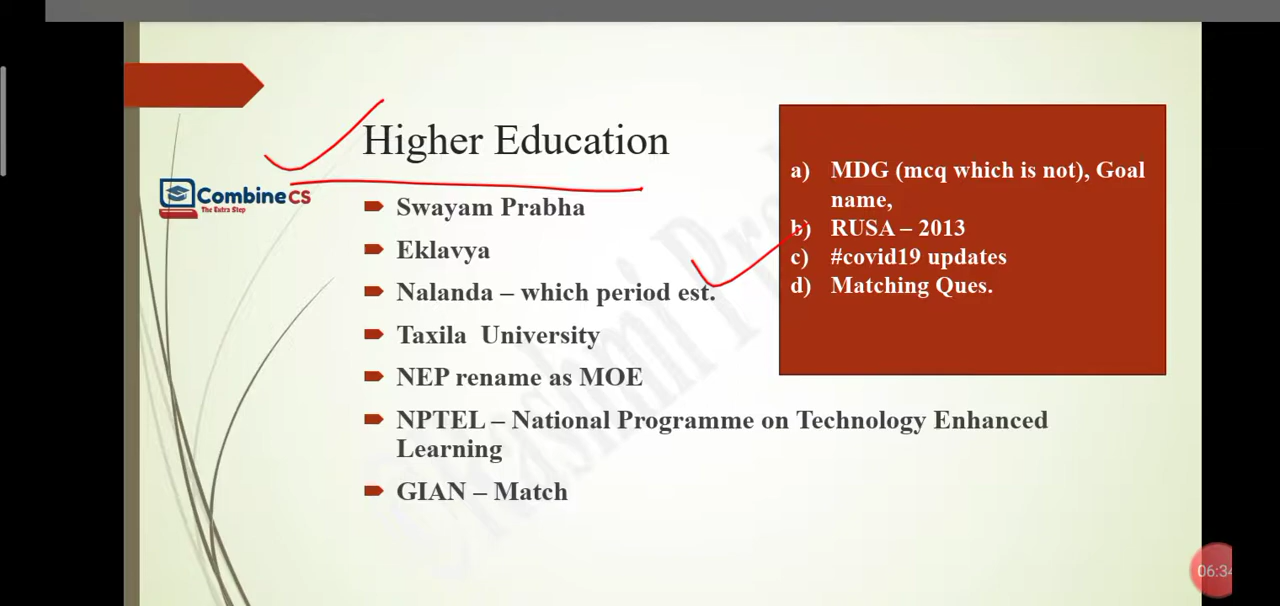 Higher Education
CombineCS
The Extra Step
Swayam Prabha
Eklavya
Nalanda – which period est.
Taxila University
NEP rename as MOE
NPTEL – National Programme on Technology Enhanced
Learning
GIAN – Match
a) MDG (mcq which is not), Goal
name,
b) RUSA – 2013
c) #covid19 updates
d) Matching Ques.
06:34